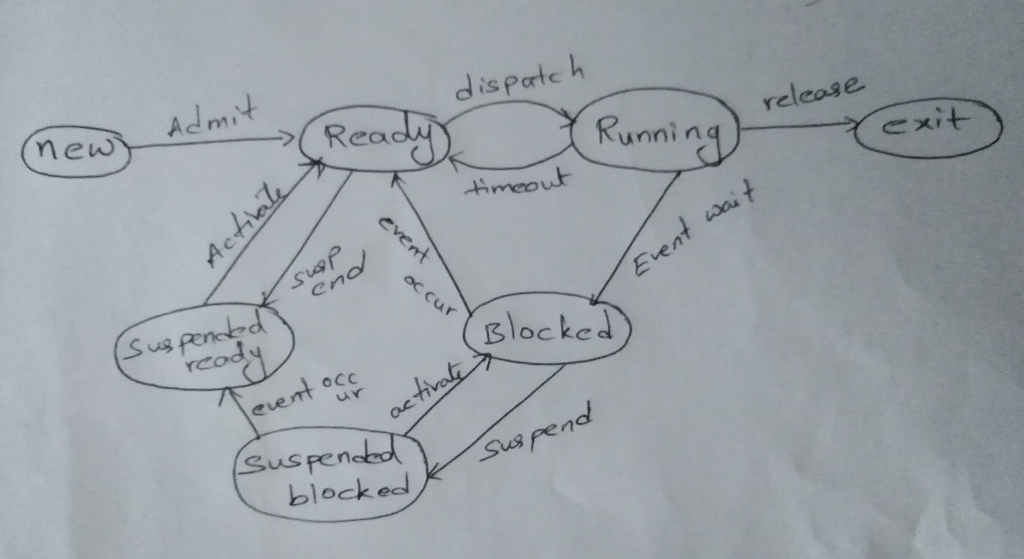 dispatch
Admit
release
new
Ready
Running
exit
timeout
Activate
susp
end
event
occur
Event wait
Suspended
ready
Blocked
event occ
ur
activate
suspend
Suspended
blocked